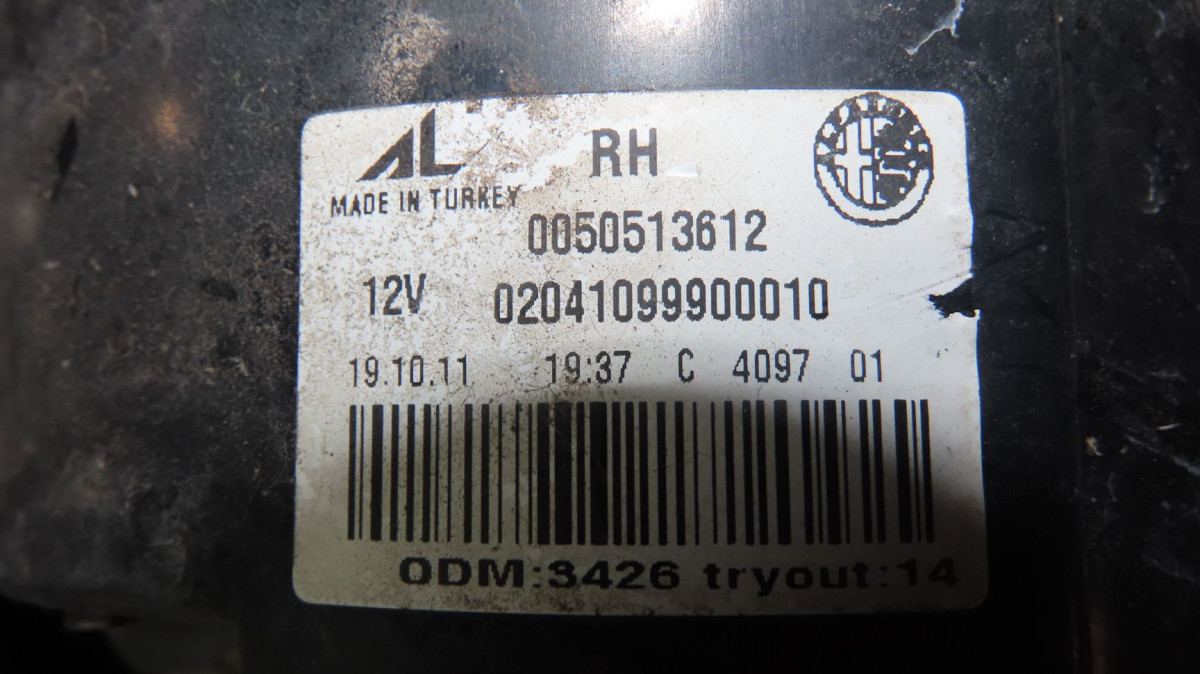 AL RH
MADE IN TURKEY
0050513612
12V 02041099900010
19.10.11 19:37 C 4097 01
ODM:3426 tryout:14